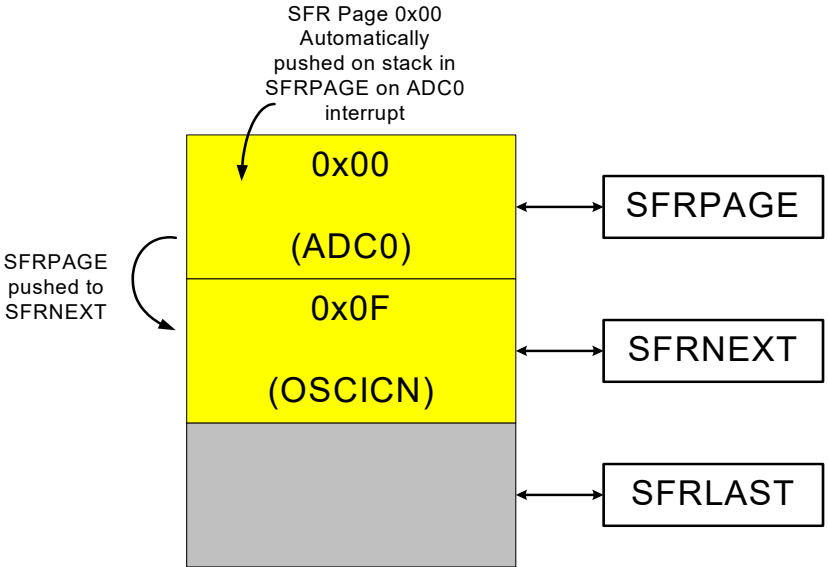 SFR Page 0x00
Automatically
pushed on stack in
SFRPAGE on ADC0
interrupt
0x00
(ADC0)
SFRPAGE
SFRPAGE
pushed to
SFRNEXT
0x0F
(OSCICN)
SFRNEXT
SFRLAST